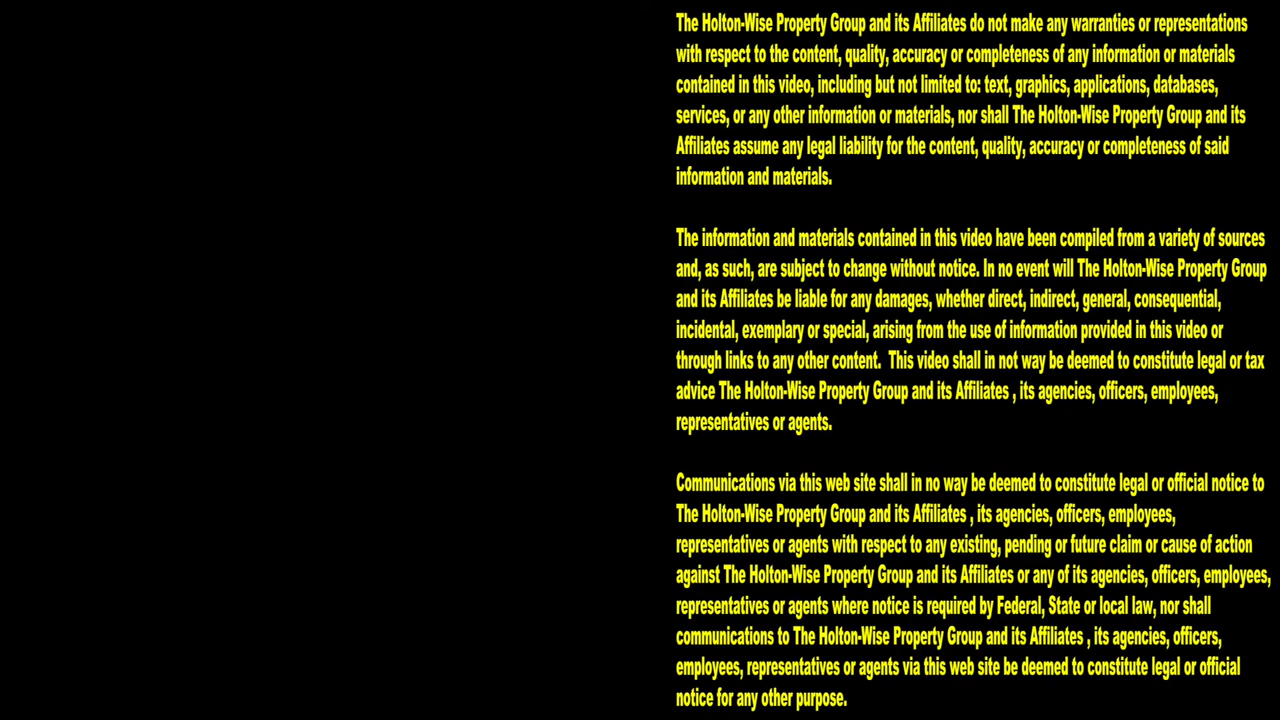 The Holton-Wise Property Group and its Affiliates do not make any warranties or representations
with respect to the content, quality, accuracy or completeness of any information or materials
contained in this video, including but not limited to: text, graphics, applications, databases,
services, or any other information or materials, nor shall The Holton-Wise Property Group and its
Affiliates assume any legal liability for the content, quality, accuracy or completeness of said
information and materials.
The information and materials contained in this video have been compiled from a variety of sources
and, as such, are subject to change without notice. In no event will The Holton-Wise Property Group
and its Affiliates be liable for any damages, whether direct, indirect, general, consequential,
incidental, exemplary or special, arising from the use of information provided in this video or
through links to any other content.  This video shall in not way be deemed to constitute legal or tax
advice The Holton-Wise Property Group and its Affiliates , its agencies, officers, employees,
representatives or agents.
Communications via this web site shall in no way be deemed to constitute legal or official notice to
The Holton-Wise Property Group and its Affiliates , its agencies, officers, employees,
representatives or agents with respect to any existing, pending or future claim or cause of action
against The Holton-Wise Property Group and its Affiliates or any of its agencies, officers, employees,
representatives or agents where notice is required by Federal, State or local law, nor shall
communications to The Holton-Wise Property Group and its Affiliates , its agencies, officers,
employees, representatives or agents via this web site be deemed to constitute legal or official
notice for any other purpose.